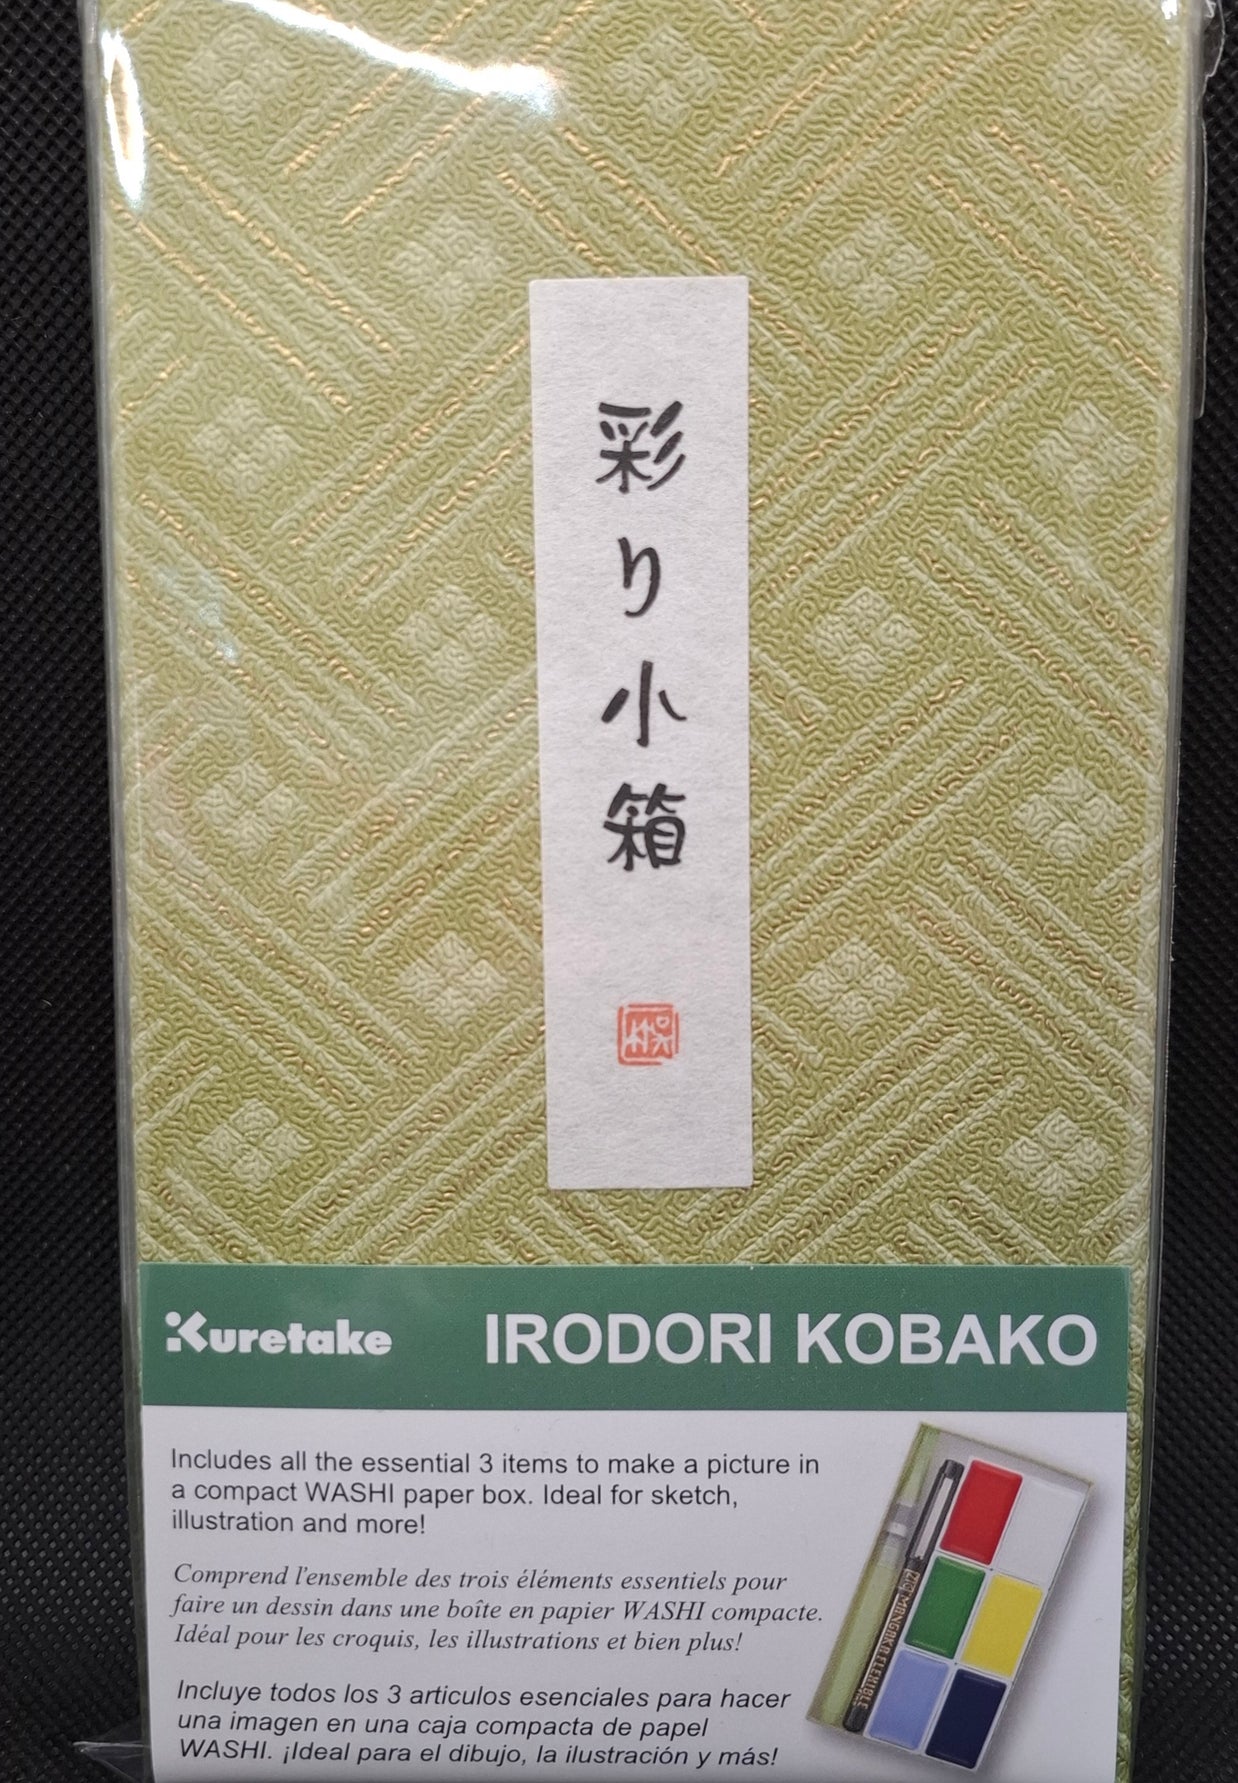 彩り小箱
Kuretake
IRODORI KOBAKO
Includes all the essential 3 items to make a picture in
a compact WASHI paper box. Ideal for sketch,
illustration and more!
Comprend l'ensemble des trois éléments essentiels pour
faire un dessin dans une boîte en papier WASHI compacte.
Idéal pour les croquis, les illustrations et bien plus!
Incluye todos los 3 articulos esenciales para hacer
una imagen en una caja compacta de papel
WASHI. ¡Ideal para el dibujo, la ilustración y más!
ZIG MANGAKA FLEXIBLE